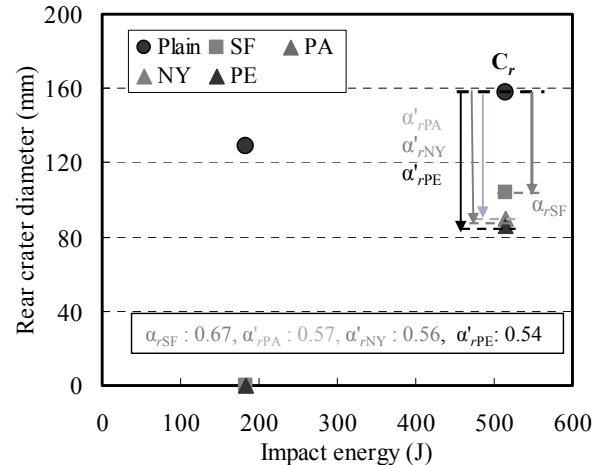 Plain SF PA
NY PE
Rear crater diameter (mm)
200
160
120
80
40
0
C_r
α'_rPA
α'_rNY
α'_rPE
α_rSF
α_rSF : 0.67, α'_rPA : 0.57, α'_rNY : 0.56, α'_rPE: 0.54
0 100 200 300 400 500 600
Impact energy (J)